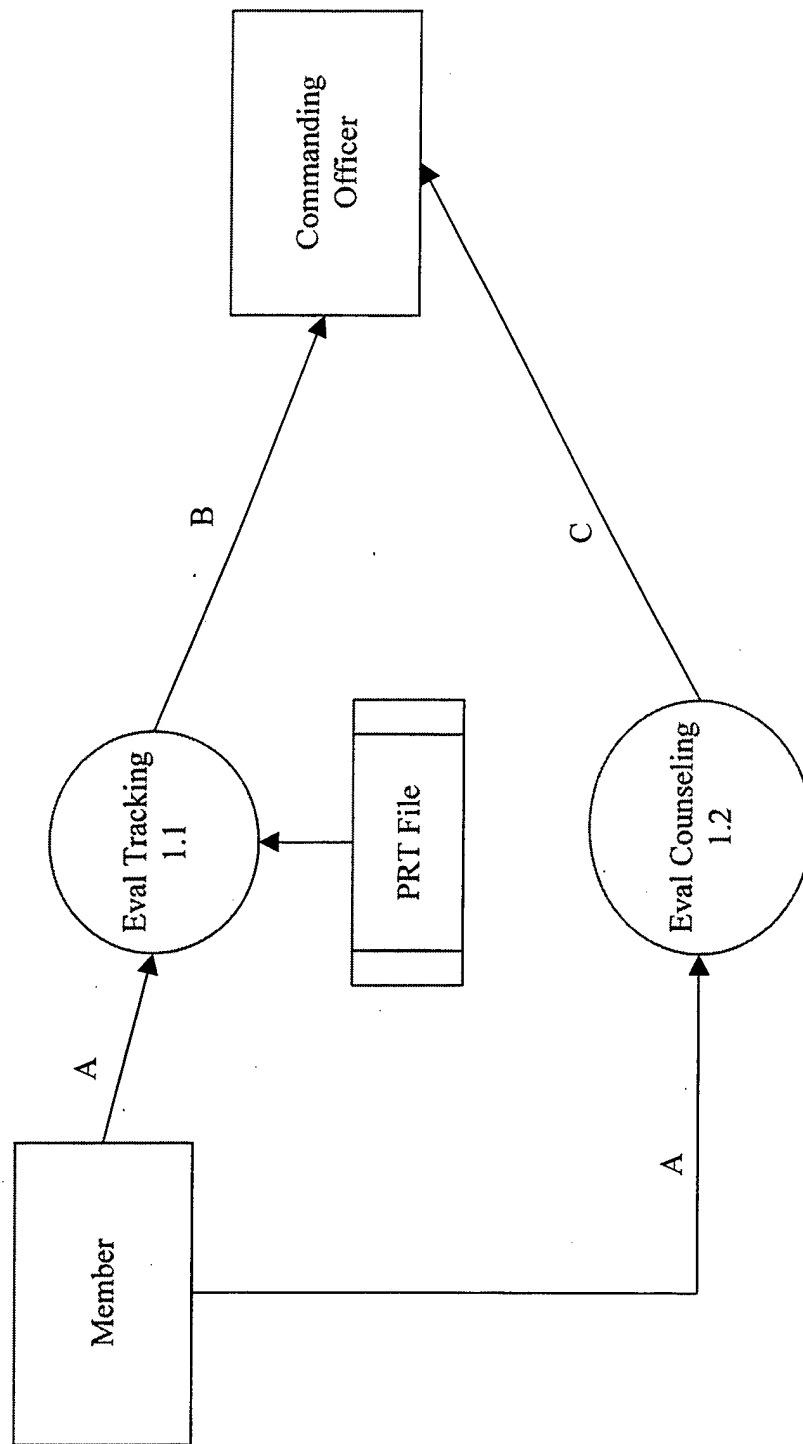 Member
A
A
Eval Tracking
1.1
PRT File
Eval Counseling
1.2
B
C
Commanding
Officer